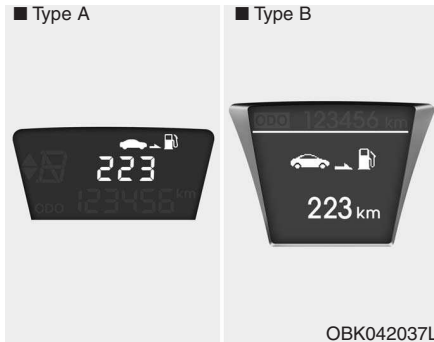 ■ Type A
■ Type B
223
km
ODO 123456
ODO 123456 km
223 km
OBK042037L